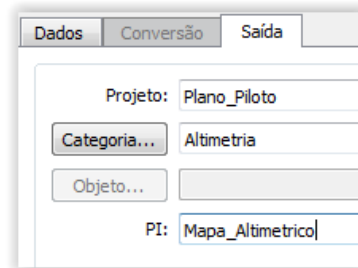 Dados Conversão Saída
Projeto: Plano_Piloto
Categoria... Altimetria
Objeto...
PI: Mapa_Altimetrico